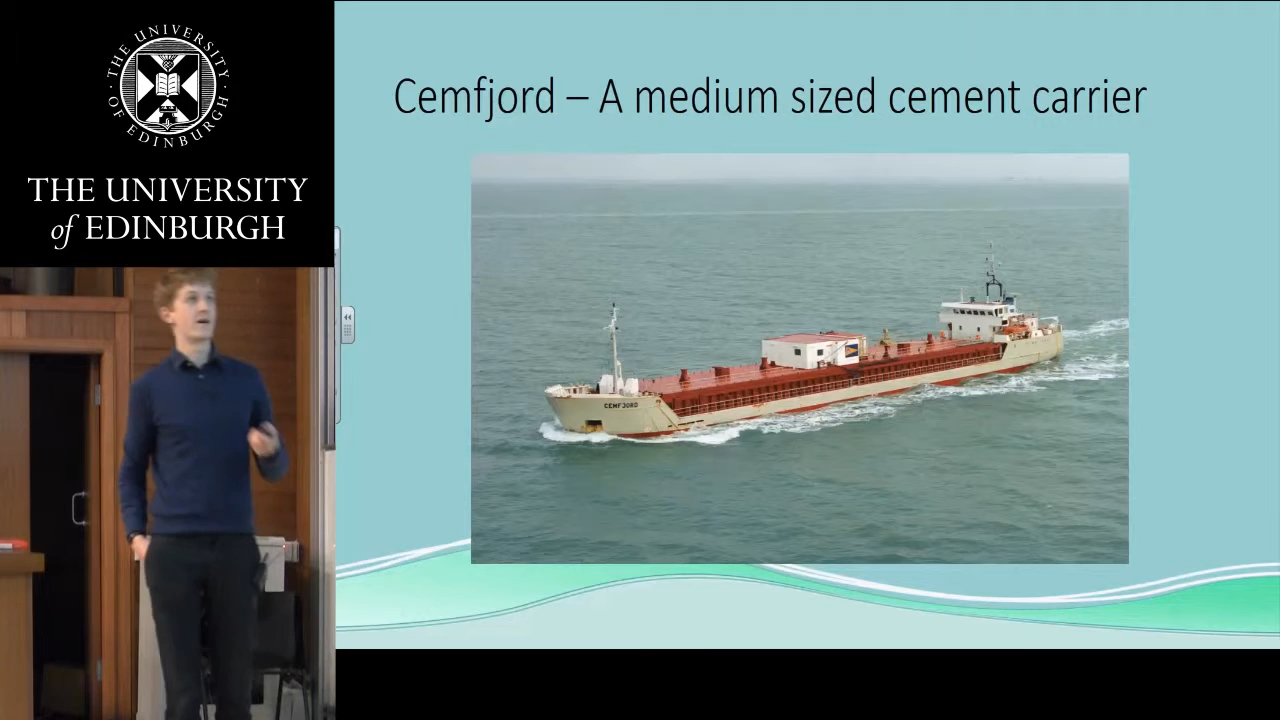 THE UNIVERSITY
OF EDINBURGH
THE UNIVERSITY
of EDINBURGH
Cemfjord – A medium sized cement carrier
CEMFJORD